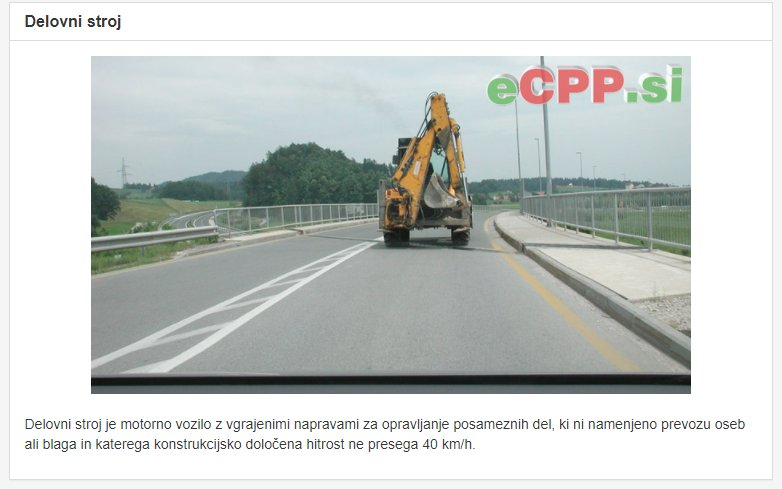 Delovni stroj
eCPP.si
Delovni stroj je motorno vozilo z vgrajenimi napravami za opravljanje posameznih del, ki ni namenjeno prevozu oseb
ali blaga in katerega konstrukcijsko določena hitrost ne presega 40 km/h.